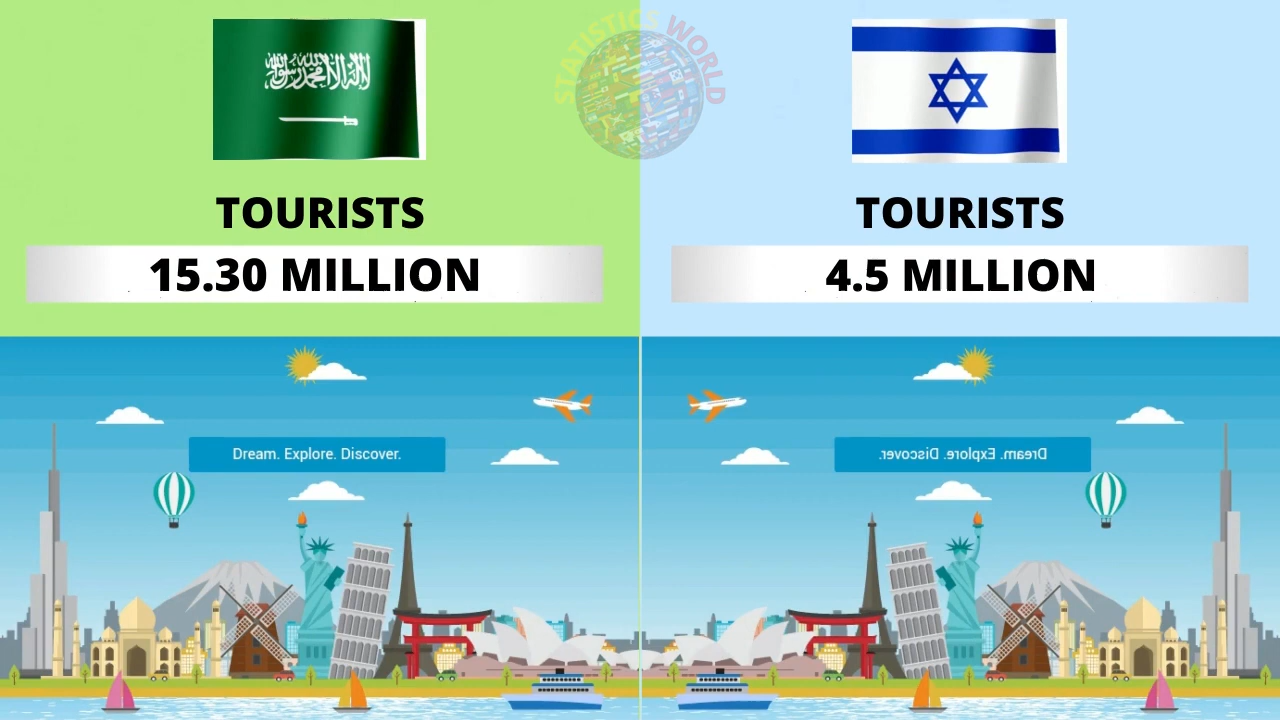 STATISTICS WORLD
لا إله إلا الله محمد رسول الله
TOURISTS
15.30 MILLION
TOURISTS
4.5 MILLION
Dream. Explore. Discover.
Dream. Explore. Discover.